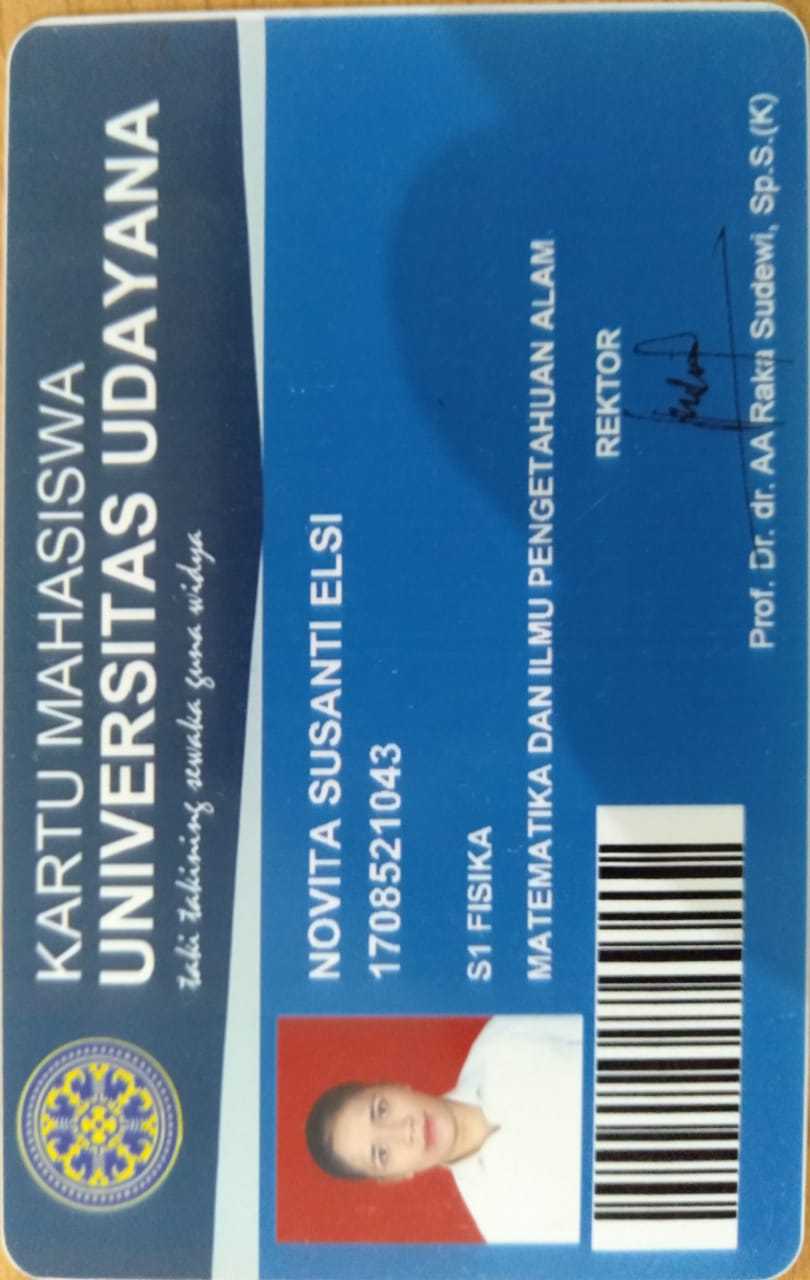 KARTU MAHASISWA
UNIVERSITAS UDAYANA
taki takining sewaka guna widya
NOVITA SUSANTI ELSI
1708521043
S1 FISIKA
MATEMATIKA DAN ILMU PENGETAHUAN ALAM
REKTOR
Prof. Dr. dr. AA Raka Sudewi, Sp.S.(K)